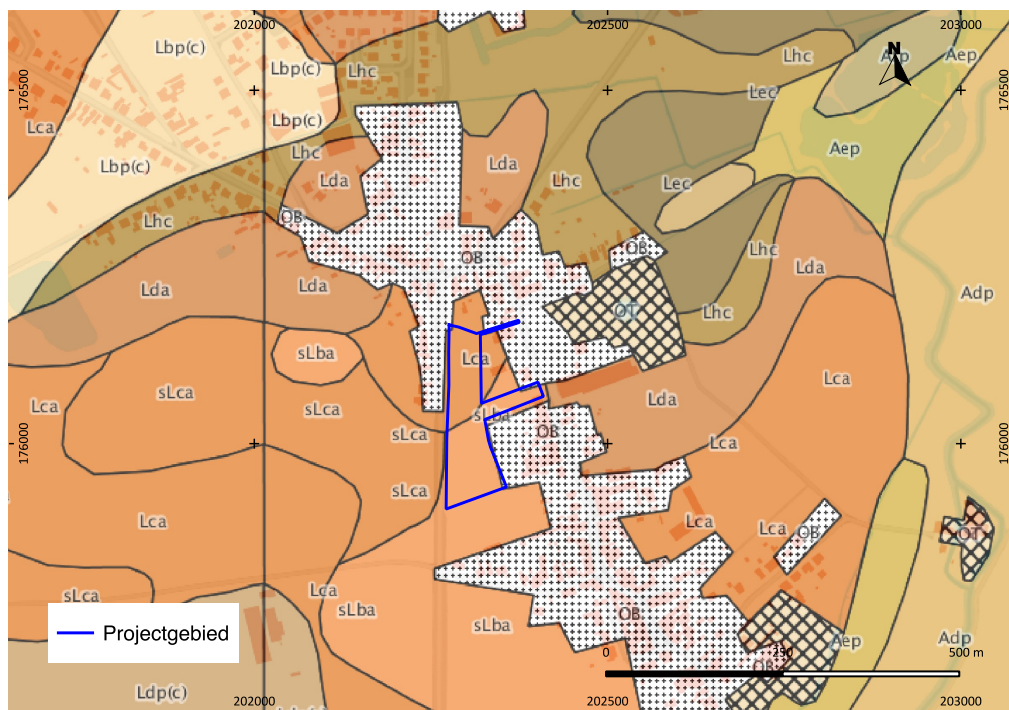 202000
202500
203000
Lbp(c)
Lhc
Aep
Aep
N
Lbp(c)
Lhc
176500
176500
Lec
Lca
Lbp(c)
Lhc
Aep
Lbp(c)
Lda
Lda
Lhc
Lec
Lhc
OB
OB
Lhc
OB
Lda
Lda
Lda
Adp
OT
Lhc
sLba
Lca
Lca
sLca
Lda
Lca
sLca
sLba
sLca
OB
Lca
176000
176000
sLca
Lca
Lca
Lca
OB
OT
sLca
Lca
sLba
OB
sLba
Aep
Adp
Projectgebied
0
250
500 m
OB
Ldp(c)
202000
202500
203000